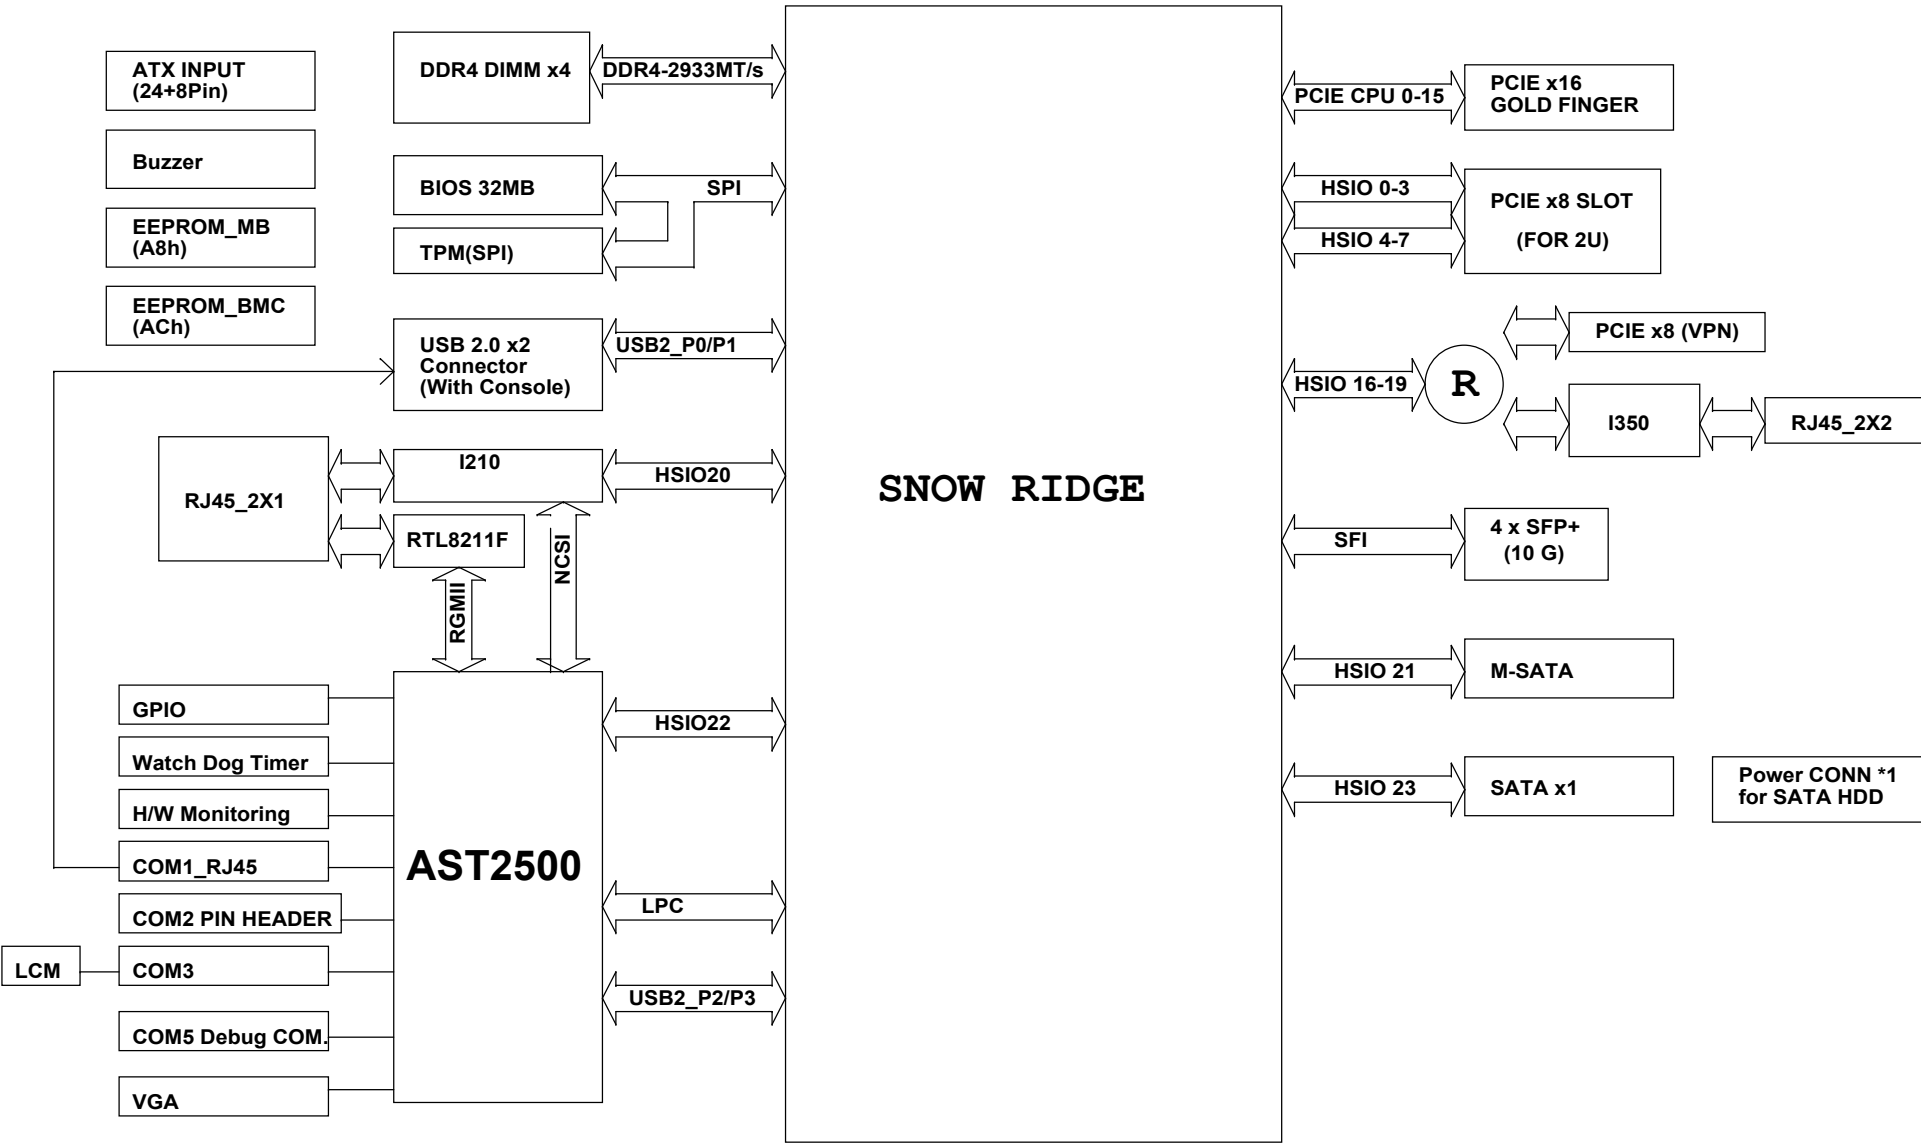 ATX INPUT
(24+8Pin)
Buzzer
EEPROM_MB
(A8h)
EEPROM_BMC
(ACh)
DDR4 DIMM x4
DDR4-2933MT/s
BIOS 32MB
SPI
TPM(SPI)
USB 2.0 x2
Connector
(With Console)
USB2_P0/P1
RJ45_2X1
I210
HSIO20
RTL8211F
RGMII
NCSI
GPIO
Watch Dog Timer
H/W Monitoring
COM1_RJ45
COM2 PIN HEADER
LCM
COM3
COM5 Debug COM.
VGA
AST2500
HSIO22
LPC
USB2_P2/P3
SNOW RIDGE
PCIE CPU 0-15
PCIE x16
GOLD FINGER
HSIO 0-3
HSIO 4-7
PCIE x8 SLOT
(FOR 2U)
HSIO 16-19
R
PCIE x8 (VPN)
I350
RJ45_2X2
SFI
4 x SFP+
(10 G)
HSIO 21
M-SATA
HSIO 23
SATA x1
Power CONN *1
for SATA HDD